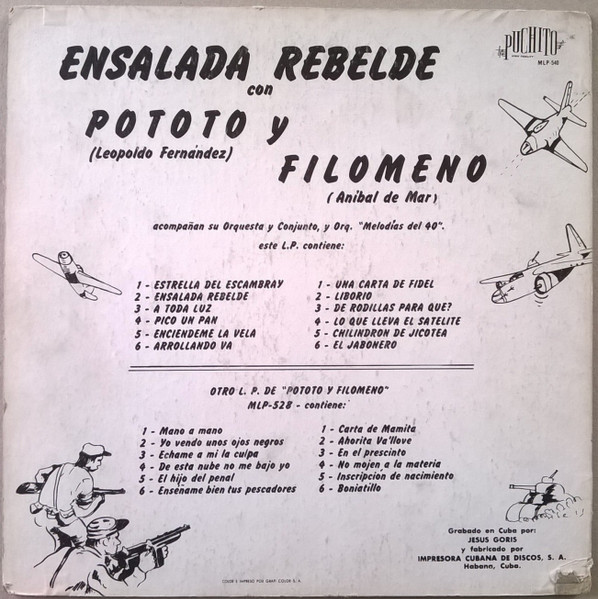 PUCHITO
MLP-540
ENSALADA REBELDE
con
POTOTO y
(Leopoldo Fernández)
FILOMENO
(Anibal de Mar)
acompañan su Orquesta y Conjunto, y Orq. "Melodías del 40".
este L.P. contiene:
1 - ESTRELLA DEL ESCAMBRAY
2 - ENSALADA REBELDE
3 - A TODA LUZ
4 - PICO UN PAN
5 - ENCIENDEME LA VELA
6 - ARROLLANDO VA
1 - UNA CARTA DE FIDEL
2 - LIBORIO
3 - DE RODILLAS PARA QUE?
4 - LO QUE LLEVA EL SATELITE
5 - CHILINDRON DE JICOTEA
6 - EL JABONERO
OTRO L. P. DE "POTOTO Y FILOMENO"
MLP-528 - contiene:
1 - Mano a mano
2 - Yo vendo unos ojos negros
3 - Echame a mi la culpa
4 - De esta nube no me bajo yo
5 - El hijo del penal
6 - Enseñame bien tus pescadores
1 - Carta de Mamita
2 - Ahorita Va'llove
3 - En el prescinto
4 - No mojen a la materia
5 - Inscripcion de nacimiento
6 - Boniatillo
Grabado en Cuba por:
JESUS GORIS
y fabricado por
IMPRESORA CUBANA DE DISCOS, S. A.
Habana, Cuba.
COLOR E IMPRESO POR GRAF. COLOR S. A.